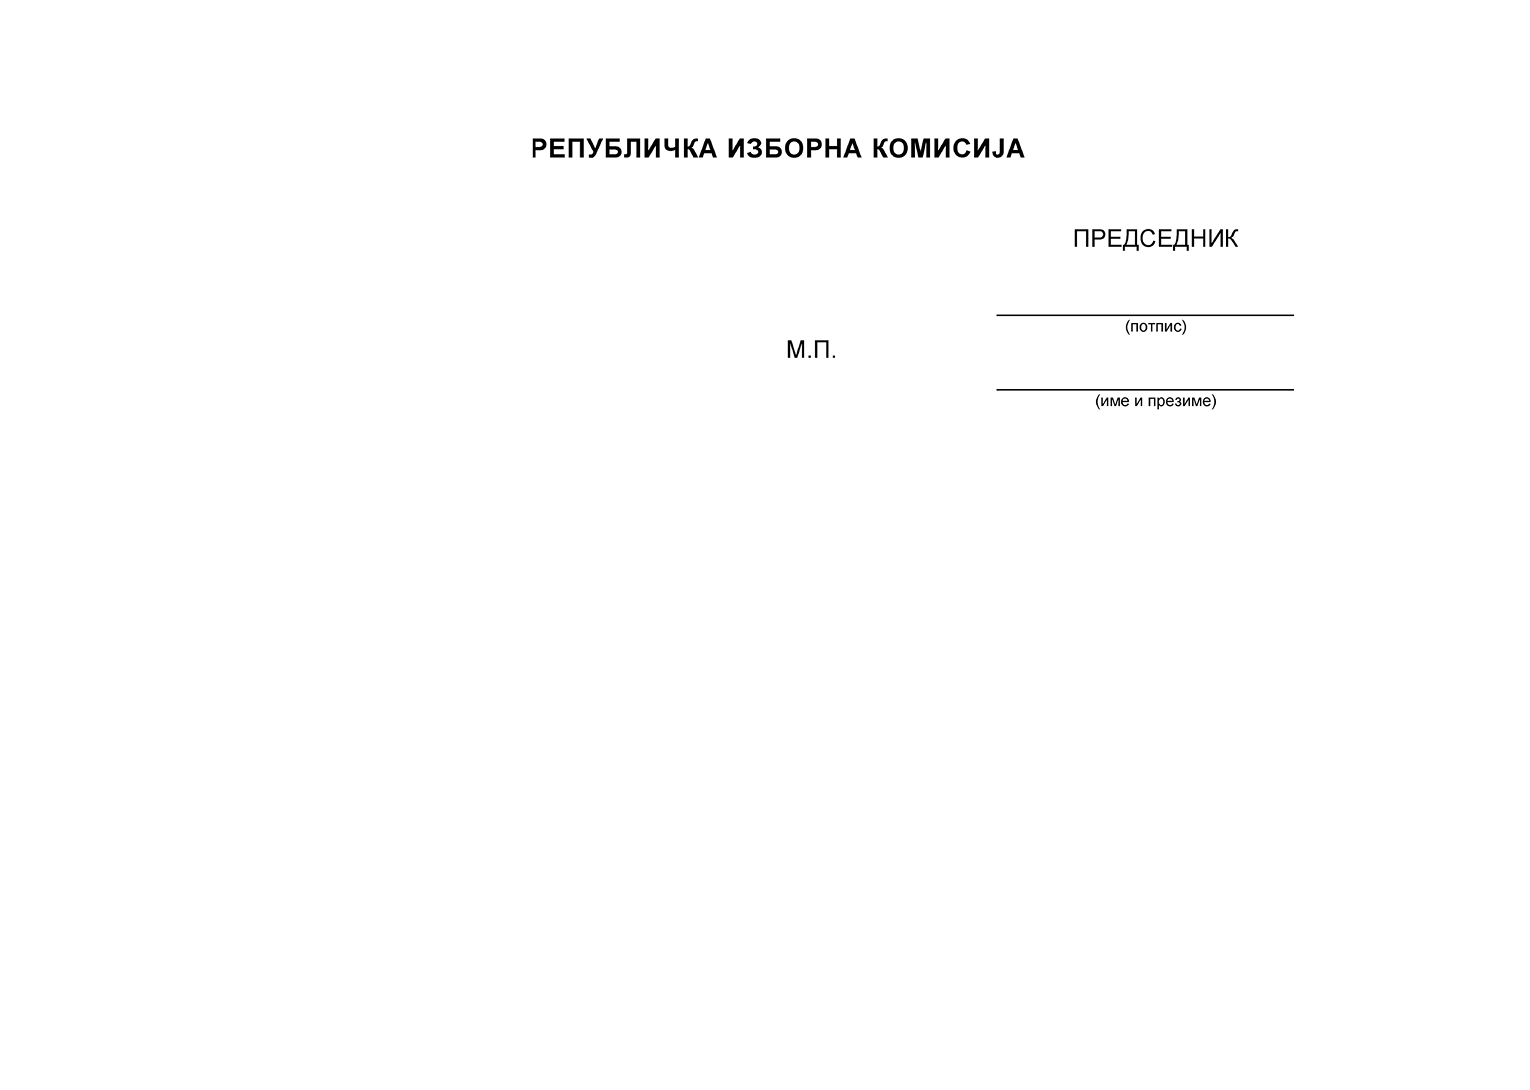 РЕПУБЛИЧКА ИЗБОРНА КОМИСИЈА
ПРЕДСЕДНИК
(потпис)
М.П.
(име и презиме)